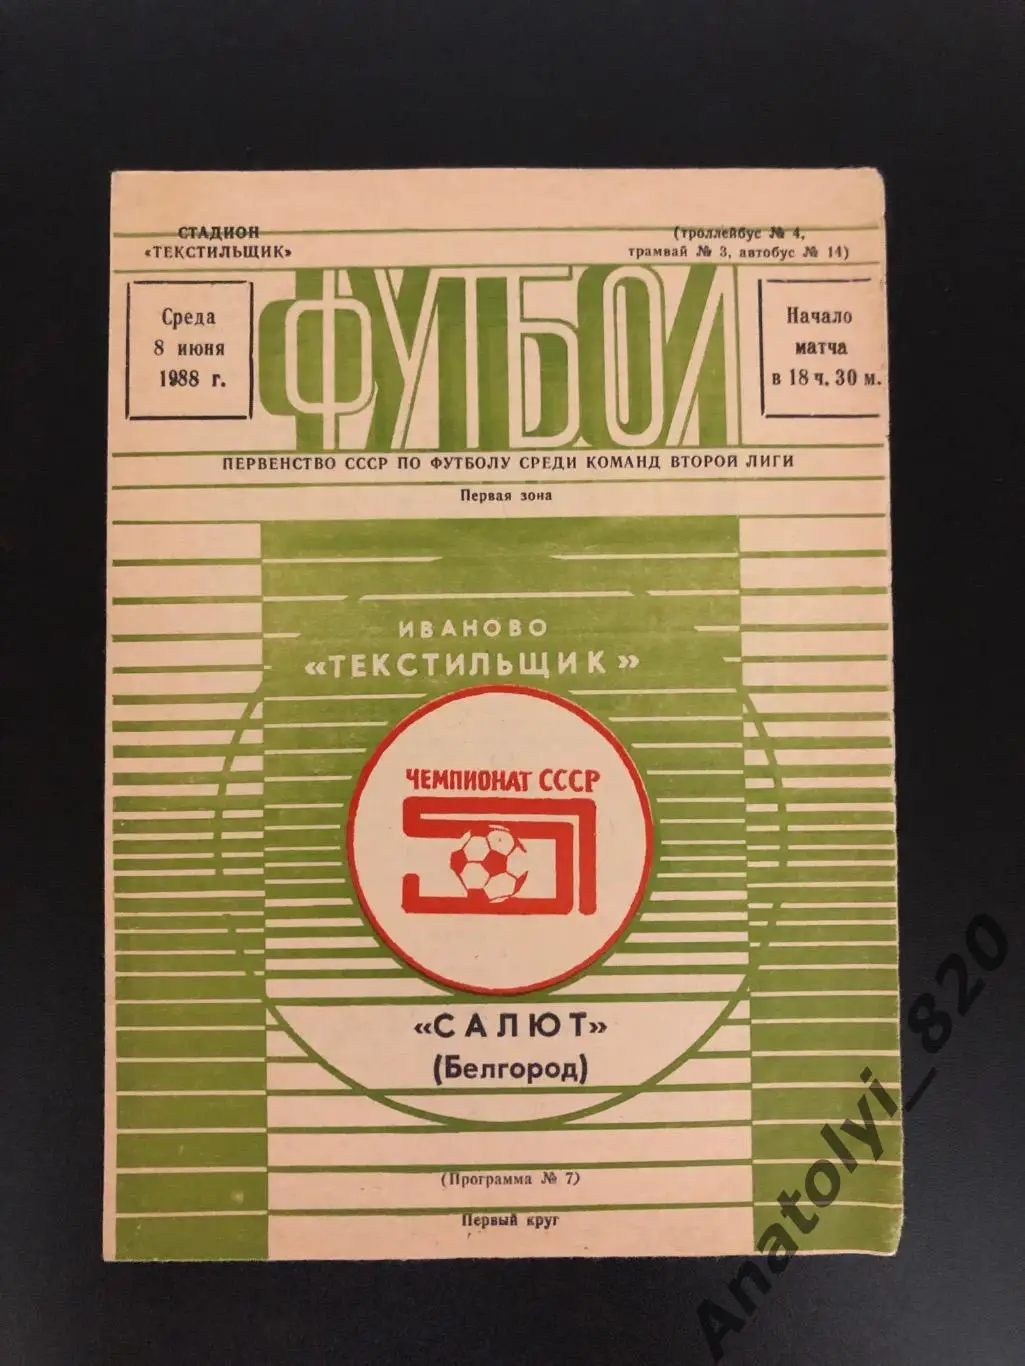 СТАДИОН
«ТЕКСТИЛЬЩИК»
(троллейбус № 4,
трамвай № 3, автобус № 14)
ФУТБОЛ
Среда
8 июня
1988 г.
Начало
матча
в 18 ч. 30 м.
ПЕРВЕНСТВО СССР ПО ФУТБОЛУ СРЕДИ КОМАНД ВТОРОЙ ЛИГИ
Первая зона
ИВАНОВО
«ТЕКСТИЛЬЩИК»
ЧЕМПИОНАТ СССР
51
«САЛЮТ»
(Белгород)
(Программа № 7)
Первый круг
Anatolyi_820